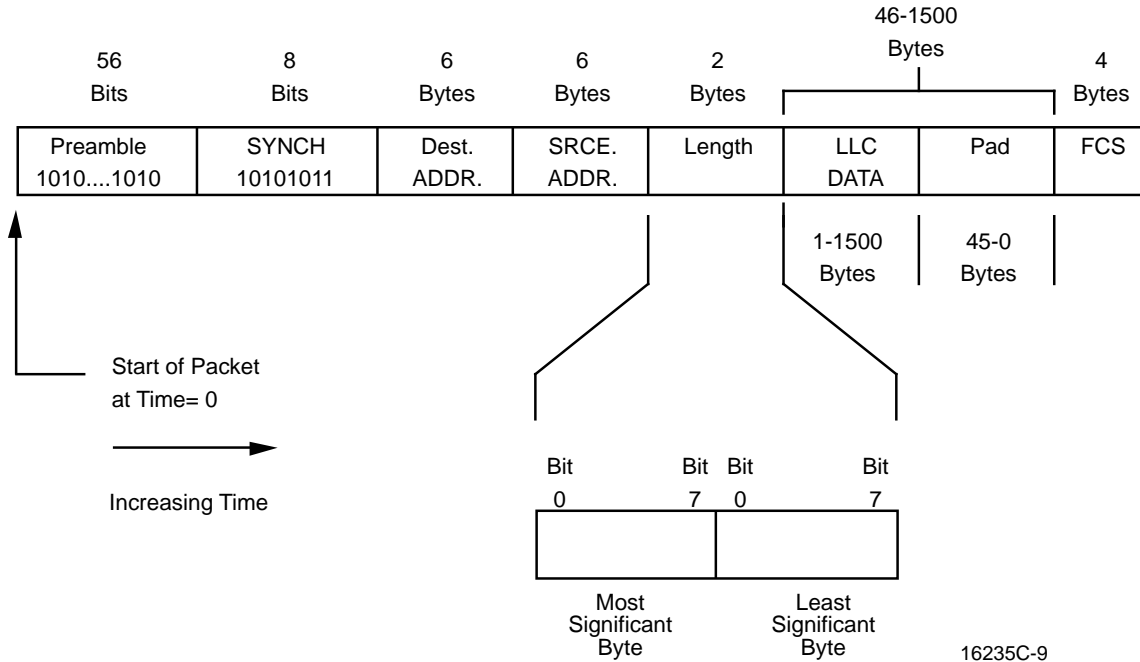 46-1500
Bytes
56
Bits
8
Bits
6
Bytes
6
Bytes
2
Bytes
4
Bytes
Preamble
1010....1010
SYNCH
10101011
Dest.
ADDR.
SRCE.
ADDR.
Length
LLC
DATA
Pad
FCS
1-1500
Bytes
45-0
Bytes
Start of Packet
at Time= 0
Increasing Time
Bit
0
Bit
7
Bit
0
Bit
7
Most
Significant
Byte
Least
Significant
Byte
16235C-9